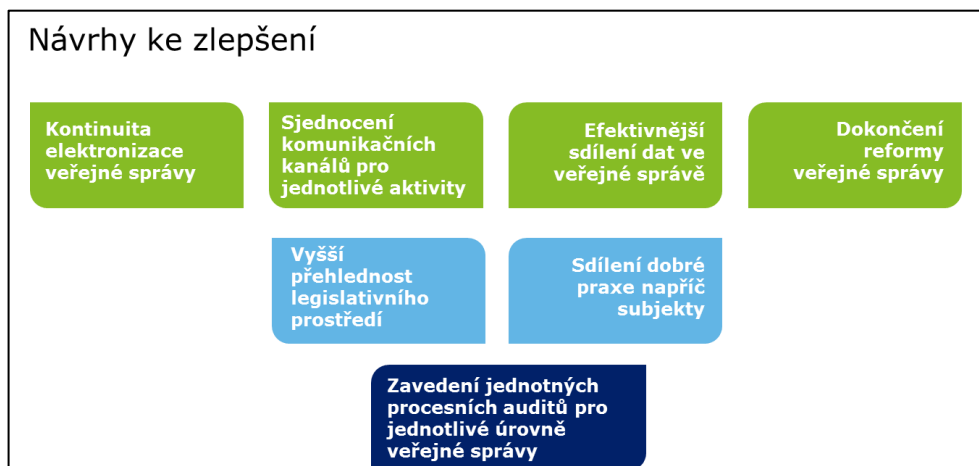 Návrhy ke zlepšení
Kontinuita
elektronizace
veřejné správy
Sjednocení
komunikačních
kanálů pro
jednotlivé aktivity
Efektivnější
sdílení dat ve
veřejné správě
Dokončení
reformy
veřejné správy
Vyšší
přehlednost
legislativního
prostředí
Sdílení dobré
praxe napříč
subjekty
Zavedení jednotných
procesních auditů pro
jednotlivé úrovně
veřejné správy